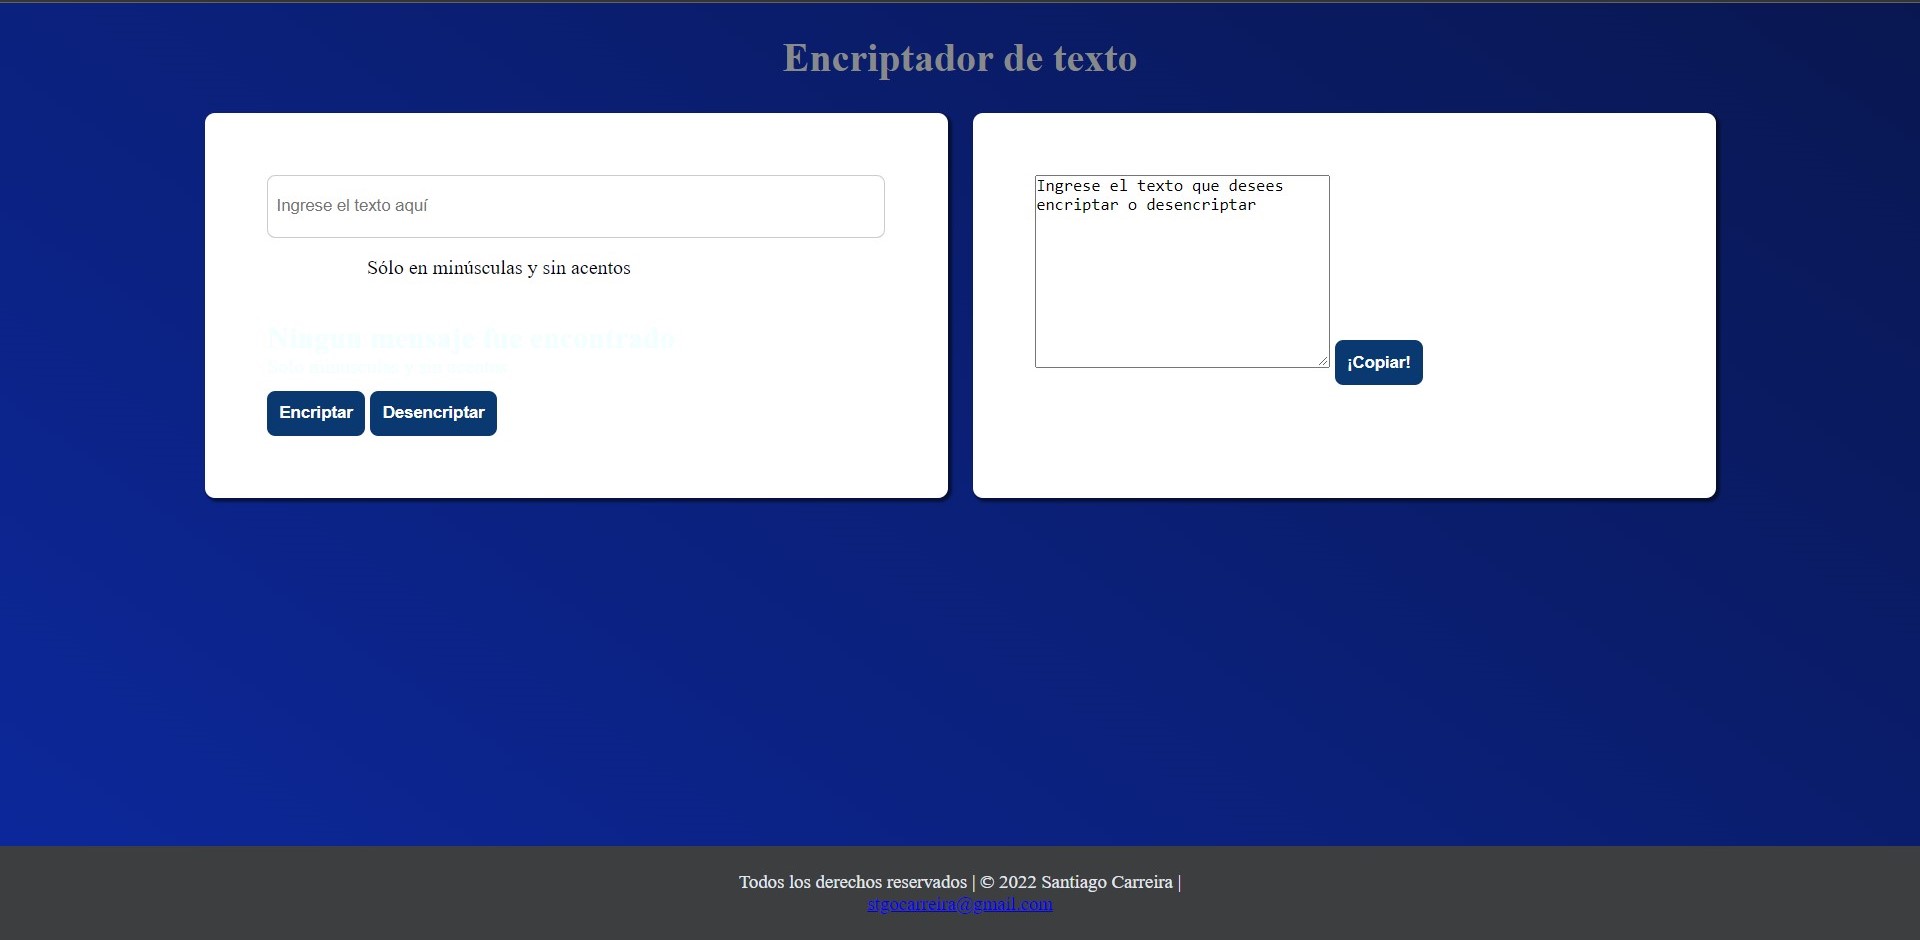 Encriptador de texto
Ingrese el texto aquí
Sólo en minúsculas y sin acentos
Ningun mensaje fue encontrado
Solo minusculas y sin acentos
Encriptar
Desencriptar
Ingrese el texto que desees
encriptar o desencriptar
¡Copiar!
Todos los derechos reservados | © 2022 Santiago Carreira |
stgocarreira@gmail.com